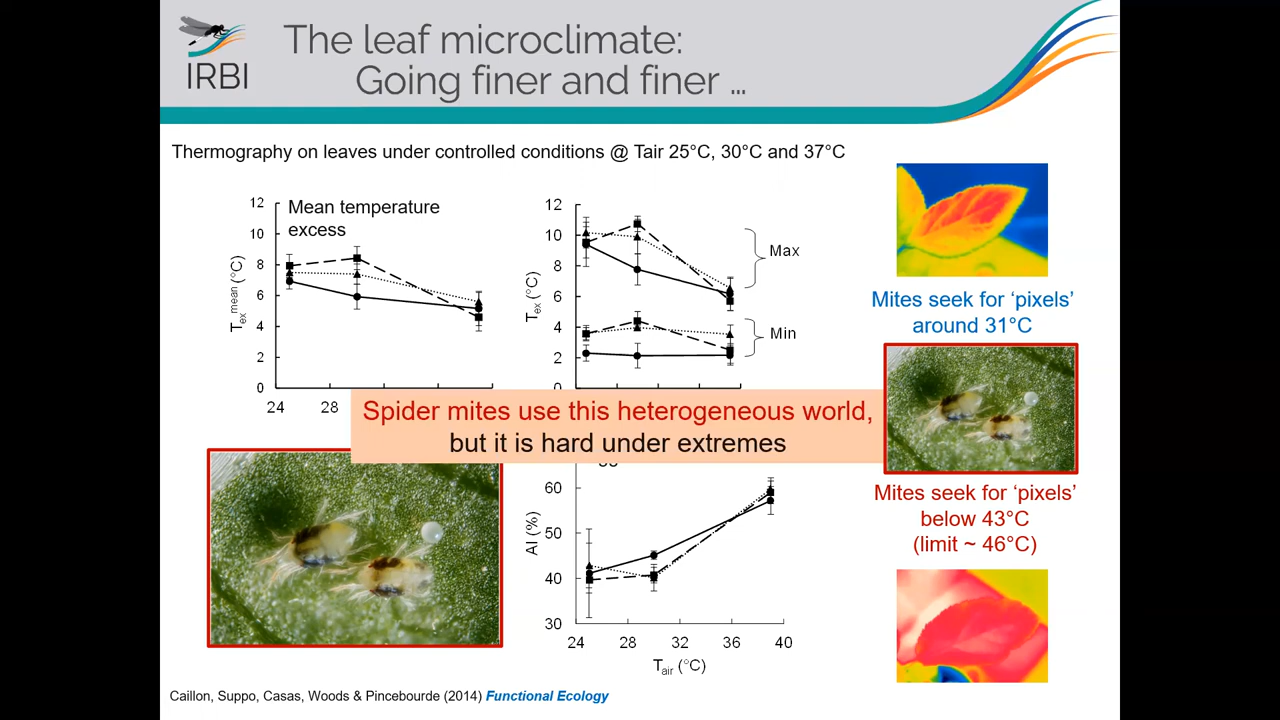 IRBI
The leaf microclimate:
Going finer and finer ...
Thermography on leaves under controlled conditions @ Tair 25°C, 30°C and 37°C
Mean temperature
excess
T ex mean (°C)
12
10
8
6
4
2
0
24
28
T ex (°C)
12
10
8
6
4
2
0
Max
Min
Mites seek for ‘pixels’
around 31°C
Spider mites use this heterogeneous world,
but it is hard under extremes
AI (%)
60
50
40
30
24
28
32
36
40
T air (°C)
Mites seek for ‘pixels’
below 43°C
(limit ~ 46°C)
Caillon, Suppo, Casas, Woods & Pincebourde (2014) Functional Ecology